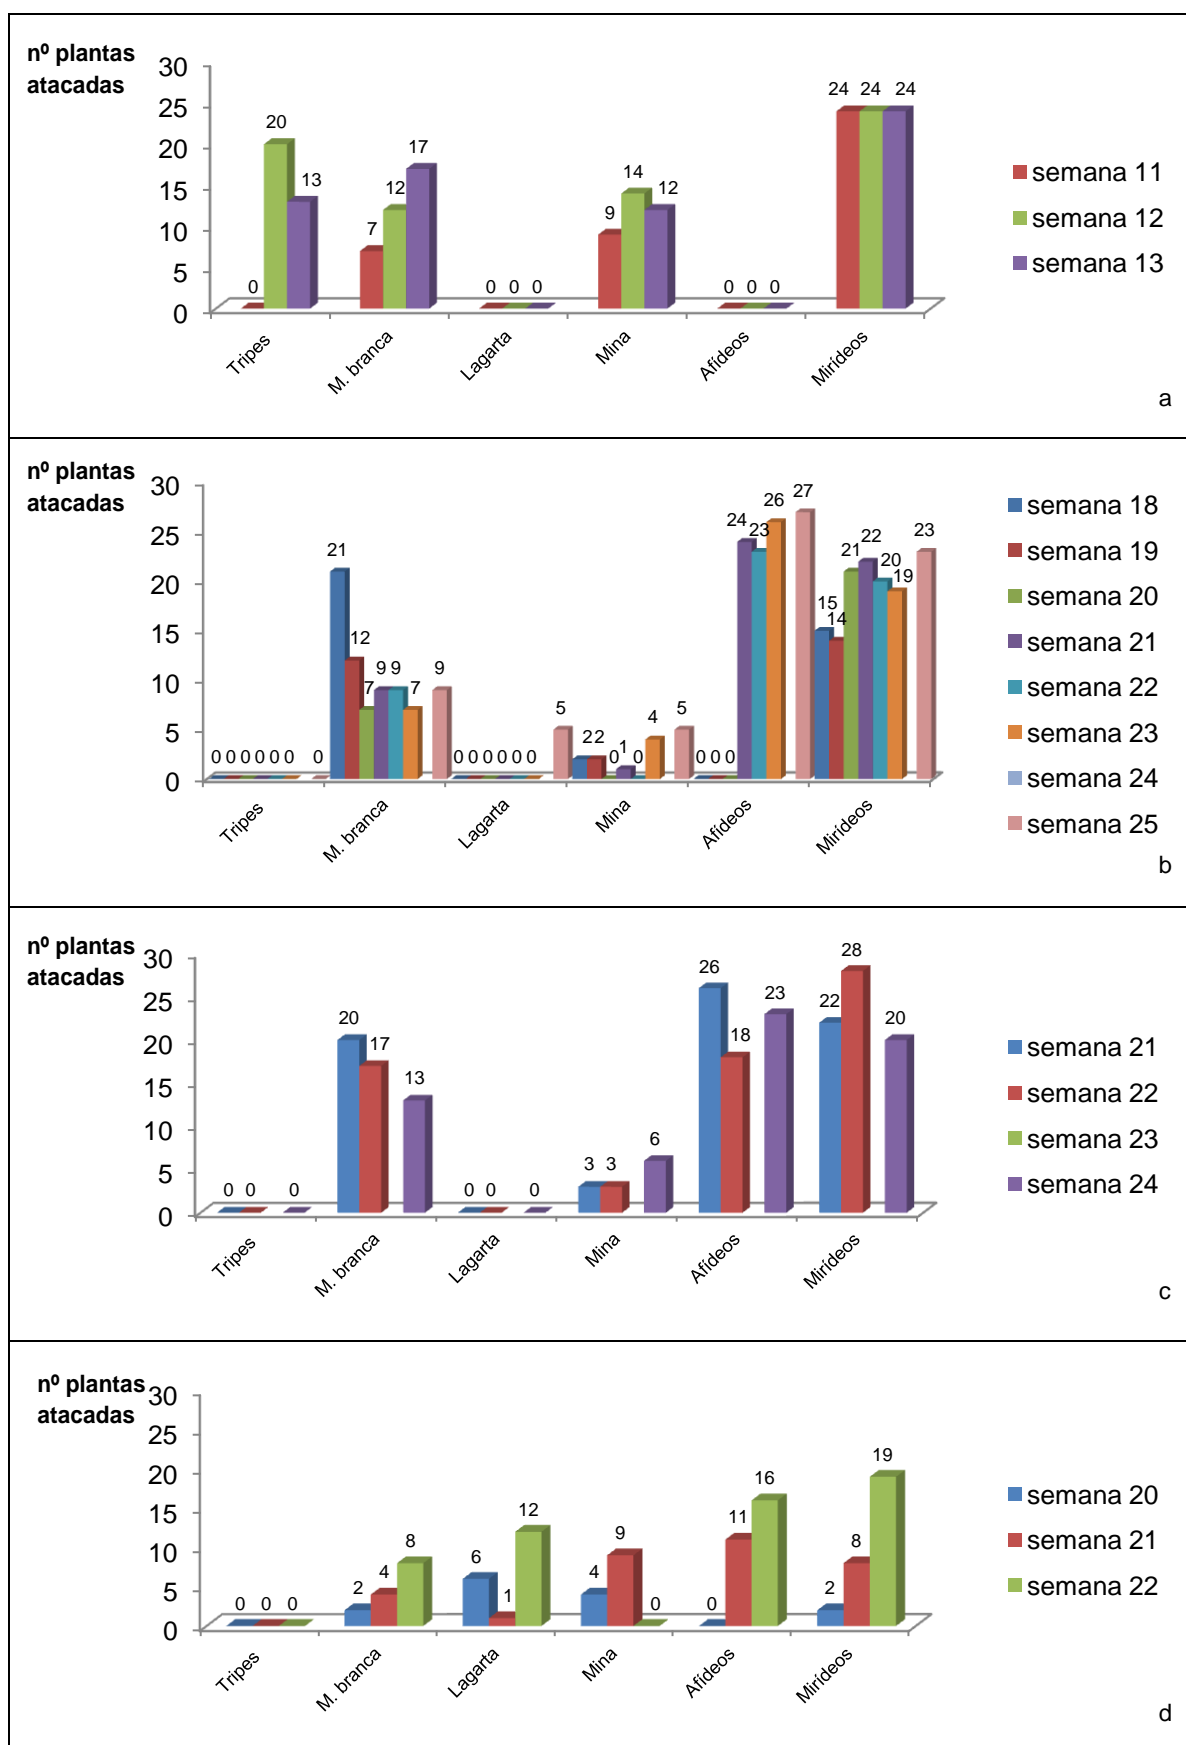 nº plantas
atacadas
30
25
20
15
10
5
0
0 20 13
7 12 17
0 0 0
9 14 12
0 0 0
24 24 24
Tripes
M. branca
Lagarta
Mina
Afídeos
Mirídeos
semana 11
semana 12
semana 13
a
nº plantas
atacadas
30
25
20
15
10
5
0
0 0 0 0 0 0 0
21 12 7 9 9 7 9
0 0 0 0 0 0 5
2 2 0 1 0 4 5
0 0 0 24 23 26 27
15 14 21 22 20 19 23
Tripes
M. branca
Lagarta
Mina
Afídeos
Mirídeos
semana 18
semana 19
semana 20
semana 21
semana 22
semana 23
semana 24
semana 25
b
nº plantas
atacadas
30
25
20
15
10
5
0
0 0 0
20 17 13
0 0 0
3 3 6
26 18 23
22 28 20
Tripes
M. branca
Lagarta
Mina
Afídeos
Mirídeos
semana 21
semana 22
semana 23
semana 24
c
nº plantas
atacadas
30
25
20
15
10
5
0
0 0 0
2 4 8
6 1 12
4 9 0
0 11 16
2 8 19
Tripes
M. branca
Lagarta
Mina
Afídeos
Mirídeos
semana 20
semana 21
semana 22
d